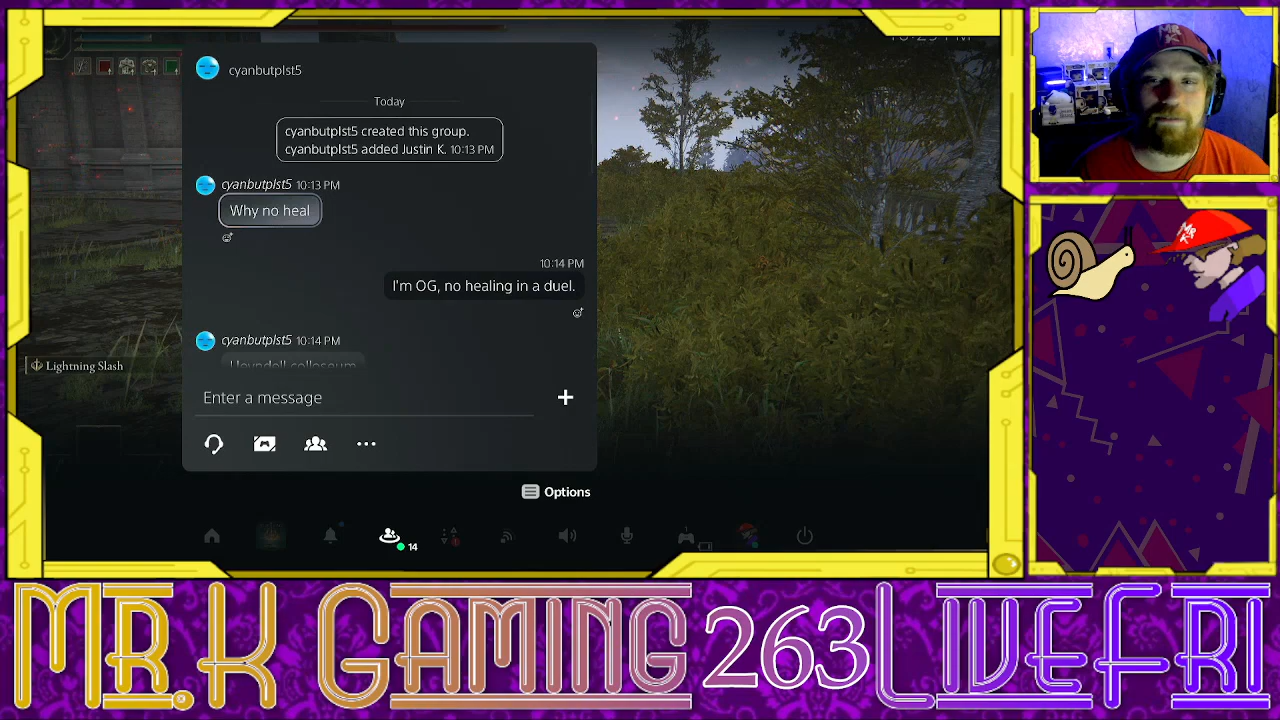 cyanbutplst5
Today
cyanbutplst5 created this group.
cyanbutplst5 added Justin K. 10:13 PM
cyanbutplst5 10:13 PM
Why no heal
10:14 PM
I'm OG, no healing in a duel.
cyanbutplst5 10:14 PM
Lightning Slash
Enter a message
Options
14
MR K
MR.K GAMING 263 LIVE FRI